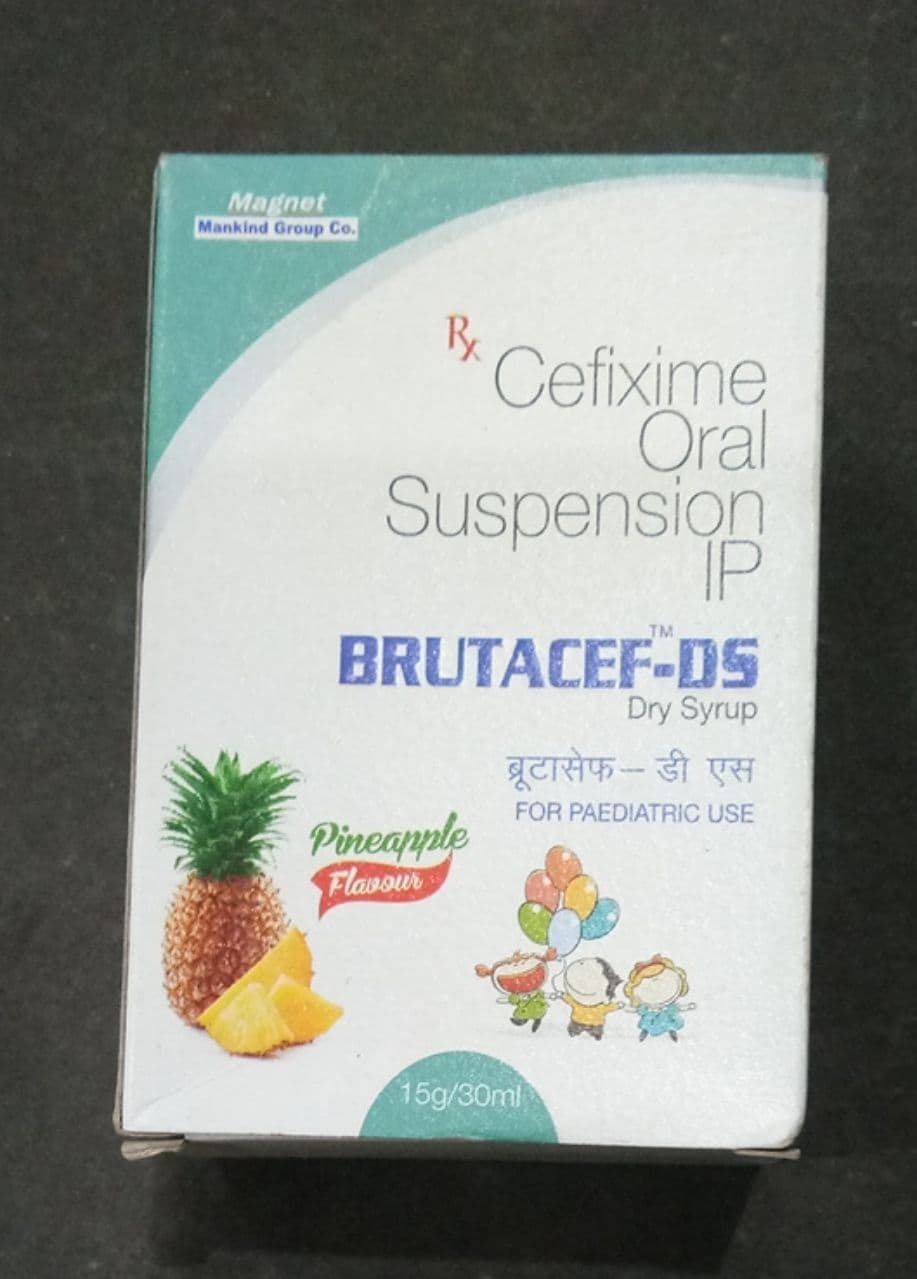 Magnet
Mankind Group Co.
Rx
Cefixime
Oral
Suspension
IP
BRUTACEF-DS™
Dry Syrup
ब्रूटासेफ – डी एस
FOR PAEDIATRIC USE
Pineapple
Flavour
15g/30ml